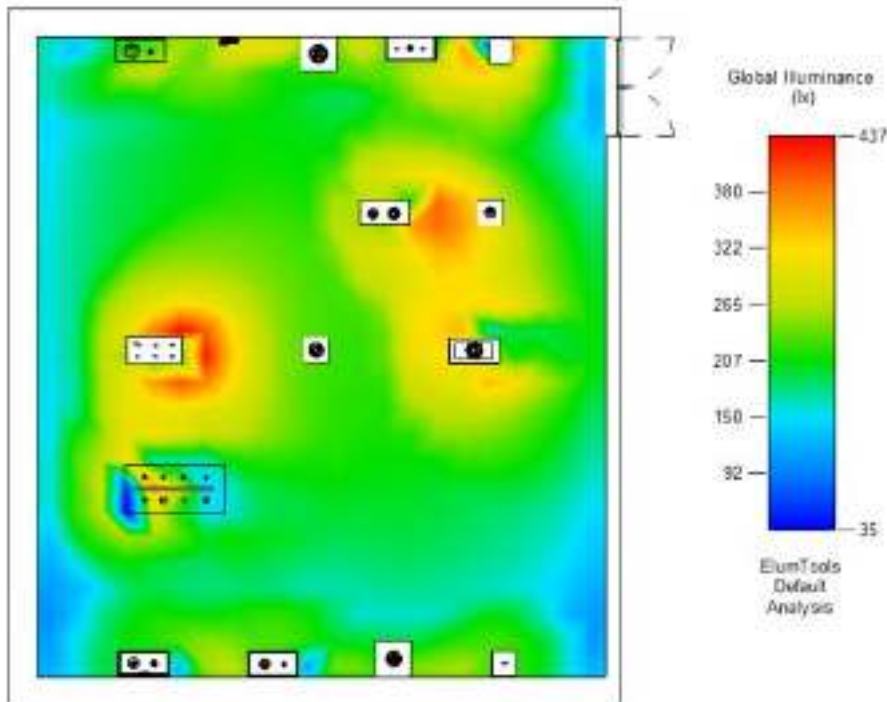 Global Illuminance
(lx)
437
380
322
265
207
150
92
35
ElumTools
Default
Analysis